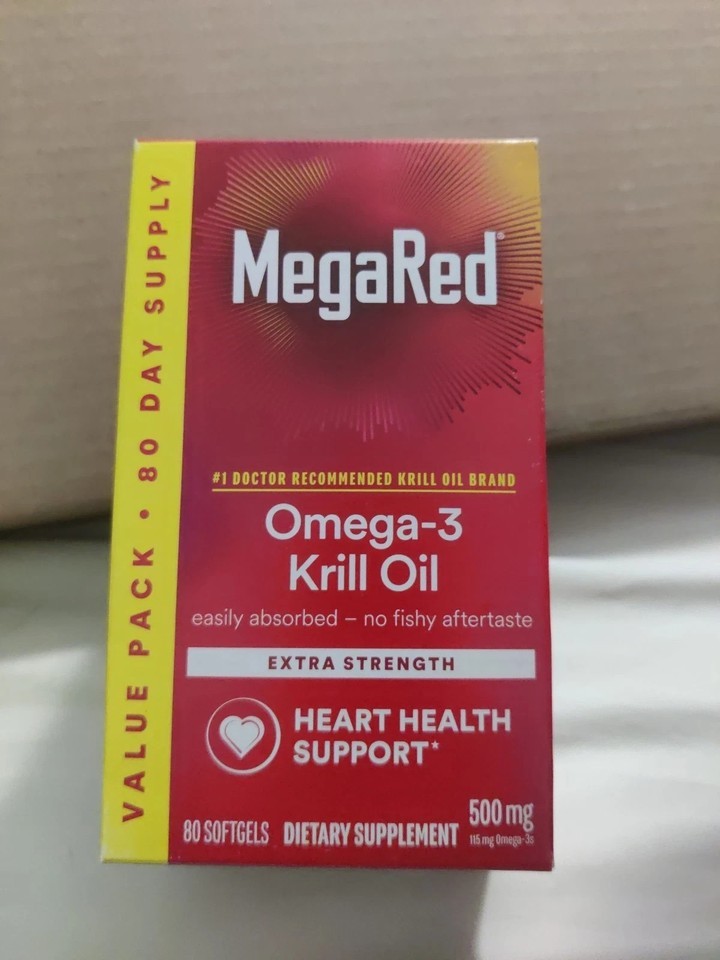 VALUE PACK • 80 DAY SUPPLY
MegaRed®
#1 DOCTOR RECOMMENDED KRILL OIL BRAND
Omega-3
Krill Oil
easily absorbed – no fishy aftertaste
EXTRA STRENGTH
HEART HEALTH
SUPPORT*
80 SOFTGELS DIETARY SUPPLEMENT 500 mg
115 mg Omega-3s